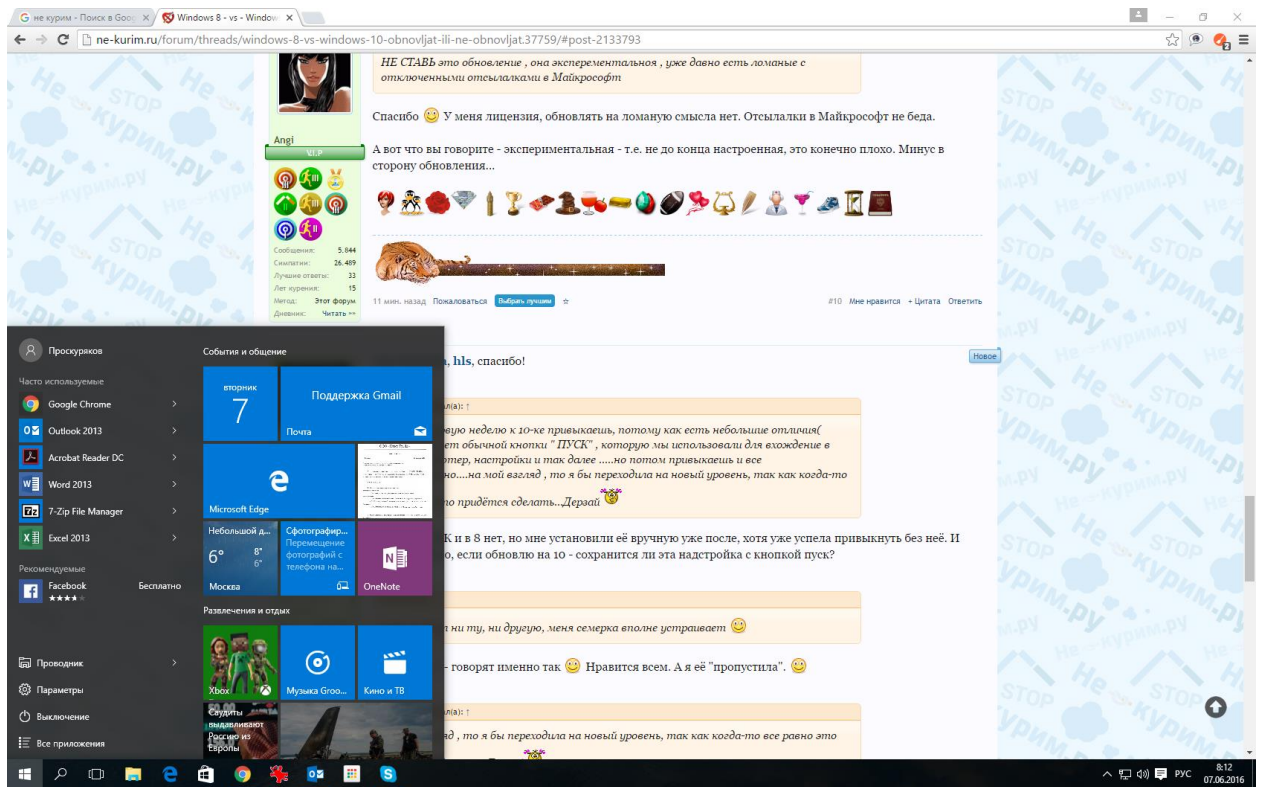 не курим - Поиск в Goog
Windows 8 - vs - Window
ne-kurim.ru/forum/threads/windows-8-vs-windows-10-obnovljat-ili-ne-obnovljat.37759/#post-2133793
НЕ СТАВЬ это обновление , она эксперементальноя , уже давно есть ломаные с
отключенными отсылалками в Майкрософт
Спасибо У меня лицензия, обновлять на ломаную смысла нет. Отсылалки в Майкрософт не беда.
А вот что вы говорите - экспериментальная - т.е. не до конца настроенная, это конечно плохо. Минус в
сторону обновления...
Angi
V.I.P
Сообщения: 5.844
Симпатии: 26.489
Лучшие ответы: 33
Лет курения: 15
Метод: Этот форум
Дневник: Читать »»
11 мин. назад Пожаловаться Выбрать лучшим #10 Мне нравится + Цитата Ответить
Новое
, hls, спасибо!
л(а): ↑
вую неделю к 10-ке привыкаешь, потому как есть небольшие отличия(
ет обычной кнопки " ПУСК" , которую мы использовали для вхождение в
тер, настройки и так далее .....но потом привыкаешь и все
но....на мой взгляд , то я бы переходила на новый уровень, так как когда-то
о придётся сделать...Дерзай
К и в 8 нет, но мне установили её вручную уже после, хотя уже успела привыкнуть без неё. И
о, если обновлю на 10 - сохранится ли эта надстройка с кнопкой пуск?
ни ту, ни другую, меня семерка вполне устраивает
- говорят именно так Нравится всем. А я её "пропустила".
л(а): ↑
яд , то я бы переходила на новый уровень, так как когда-то все равно это
Проскуряков
Часто используемые
Google Chrome
Outlook 2013
Acrobat Reader DC
Word 2013
7-Zip File Manager
Excel 2013
Рекомендуемые
Facebook Бесплатно
Проводник
Параметры
Выключение
Все приложения
События и общение
вторник
7
Поддержка Gmail
Почта
Microsoft Edge
Небольшой д...
6° 8°
6°
Москва
Сфотографир...
Перемещение
фотографий с
телефона на...
OneNote
Развлечения и отдых
Xbox
Музыка Groo...
Кино и ТВ
Саудиты
выдавливают
Россию из
Европы
РУС
8:12
07.06.2016